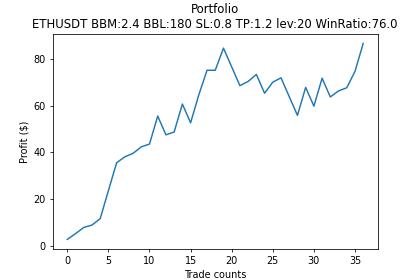 Portfolio
ETHUSDT BBM:2.4 BBL:180 SL:0.8 TP:1.2 lev:20 WinRatio:76.0
80
60
40
20
0
Profit ($)
0 5 10 15 20 25 30 35
Trade counts